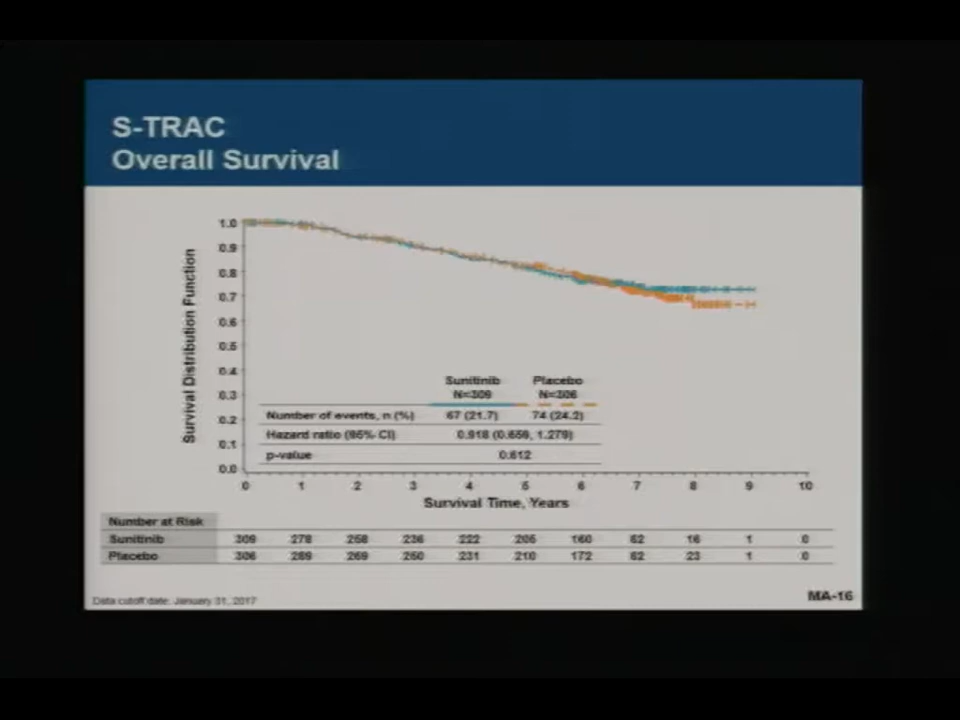 S-TRAC
Overall Survival
Survival Distribution Function
1.0
0.9
0.8
0.7
0.6
0.5
0.4
0.3
0.2
0.1
0.0
Sunitinib Placebo
N=309 N=306
Number of events, n (%) 67 (21.7) 74 (24.2)
Hazard ratio (95% CI) 0.918 (0.659, 1.279)
p-value 0.612
0 1 2 3 4 5 6 7 8 9 10
Survival Time, Years
Number at Risk
Sunitinib 309 278 258 236 222 205 160 62 16 1 0
Placebo 306 289 269 250 231 210 172 62 23 1 0
Data cutoff date: January 31, 2017
MA-16